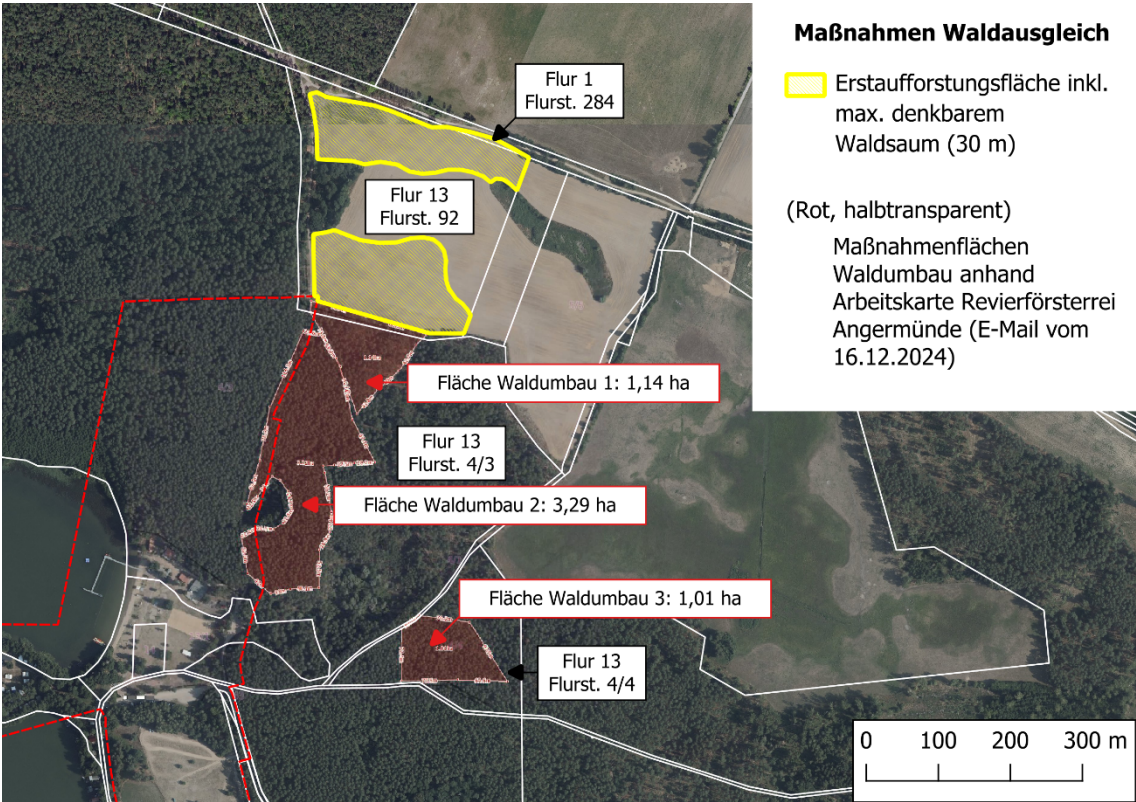 Maßnahmen Waldausgleich
Erstaufforstungsfläche inkl.
max. denkbarem
Waldsaum (30 m)
(Rot, halbtransparent)
Maßnahmenflächen
Waldumbau anhand
Arbeitskarte Revierförsterrei
Angermünde (E-Mail vom
16.12.2024)
Flur 1
Flurst. 284
Flur 13
Flurst. 92
Fläche Waldumbau 1: 1,14 ha
Flur 13
Flurst. 4/3
Fläche Waldumbau 2: 3,29 ha
Fläche Waldumbau 3: 1,01 ha
Flur 13
Flurst. 4/4
0 100 200 300 m